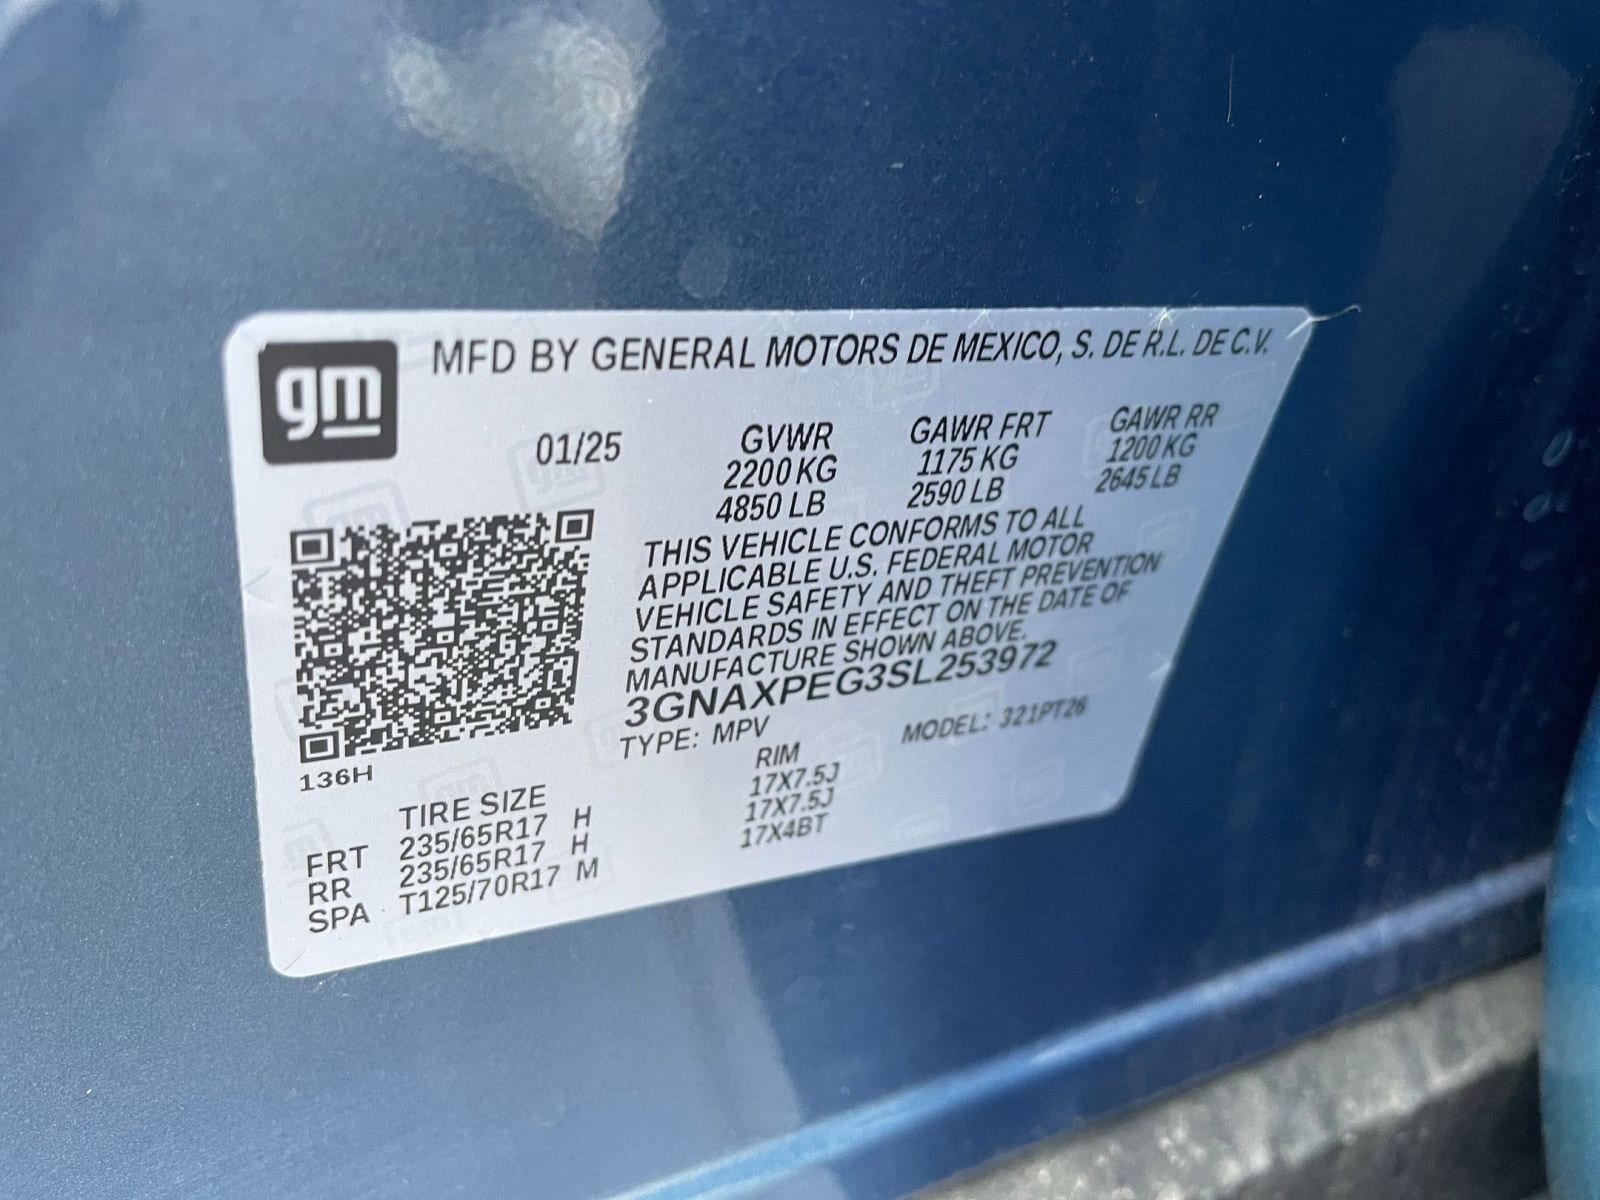 gm
MFD BY GENERAL MOTORS DE MEXICO, S. DE R.L. DE C.V.
01/25
GVWR GAWR FRT GAWR RR
2200 KG 1175 KG 1200 KG
4850 LB 2590 LB 2645 LB
THIS VEHICLE CONFORMS TO ALL
APPLICABLE U.S. FEDERAL MOTOR
VEHICLE SAFETY AND THEFT PREVENTION
STANDARDS IN EFFECT ON THE DATE OF
MANUFACTURE SHOWN ABOVE.
3GNAXPEG3SL253972
TYPE: MPV MODEL: 321PT26
136H
TIRE SIZE RIM
FRT 235/65R17 H 17X7.5J
RR 235/65R17 H 17X7.5J
SPA T125/70R17 M 17X4BT